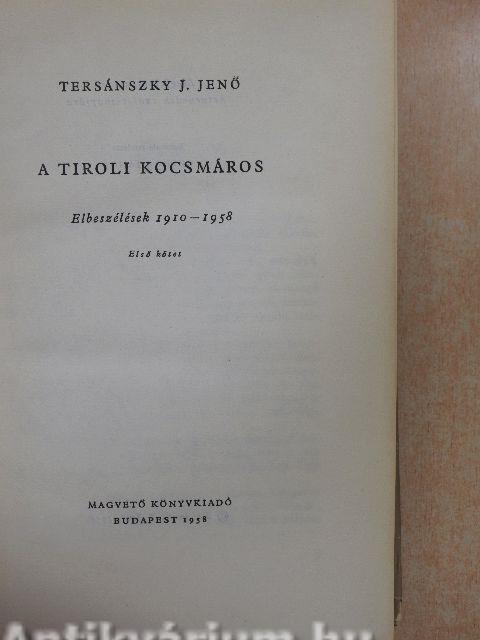 TERSÁNSZKY J. JENŐ
A TIROLI KOCSMÁROS
Elbeszélések 1910–1958
Első kötet
MAGVETŐ KÖNYVKIADÓ
BUDAPEST 1958
Antikvárium.hu